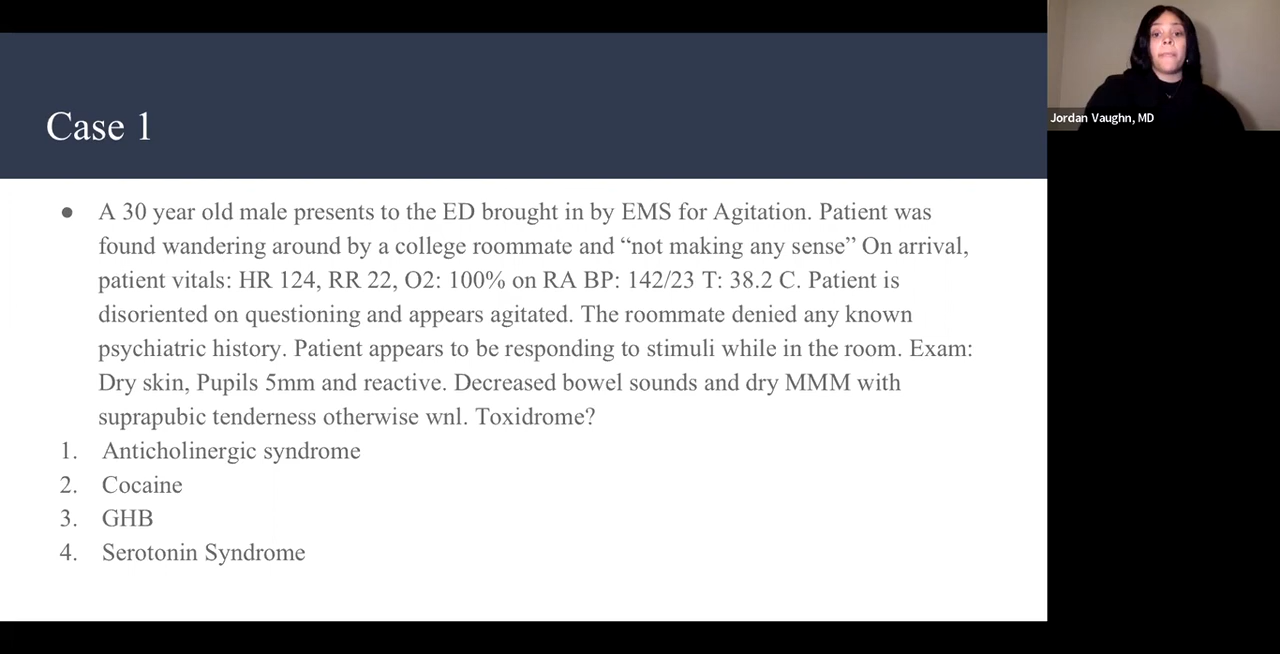 Case 1
● A 30 year old male presents to the ED brought in by EMS for Agitation. Patient was
found wandering around by a college roommate and “not making any sense” On arrival,
patient vitals: HR 124, RR 22, O2: 100% on RA BP: 142/23 T: 38.2 C. Patient is
disoriented on questioning and appears agitated. The roommate denied any known
psychiatric history. Patient appears to be responding to stimuli while in the room. Exam:
Dry skin, Pupils 5mm and reactive. Decreased bowel sounds and dry MMM with
suprapubic tenderness otherwise wnl. Toxidrome?
1. Anticholinergic syndrome
2. Cocaine
3. GHB
4. Serotonin Syndrome
Jordan Vaughn, MD